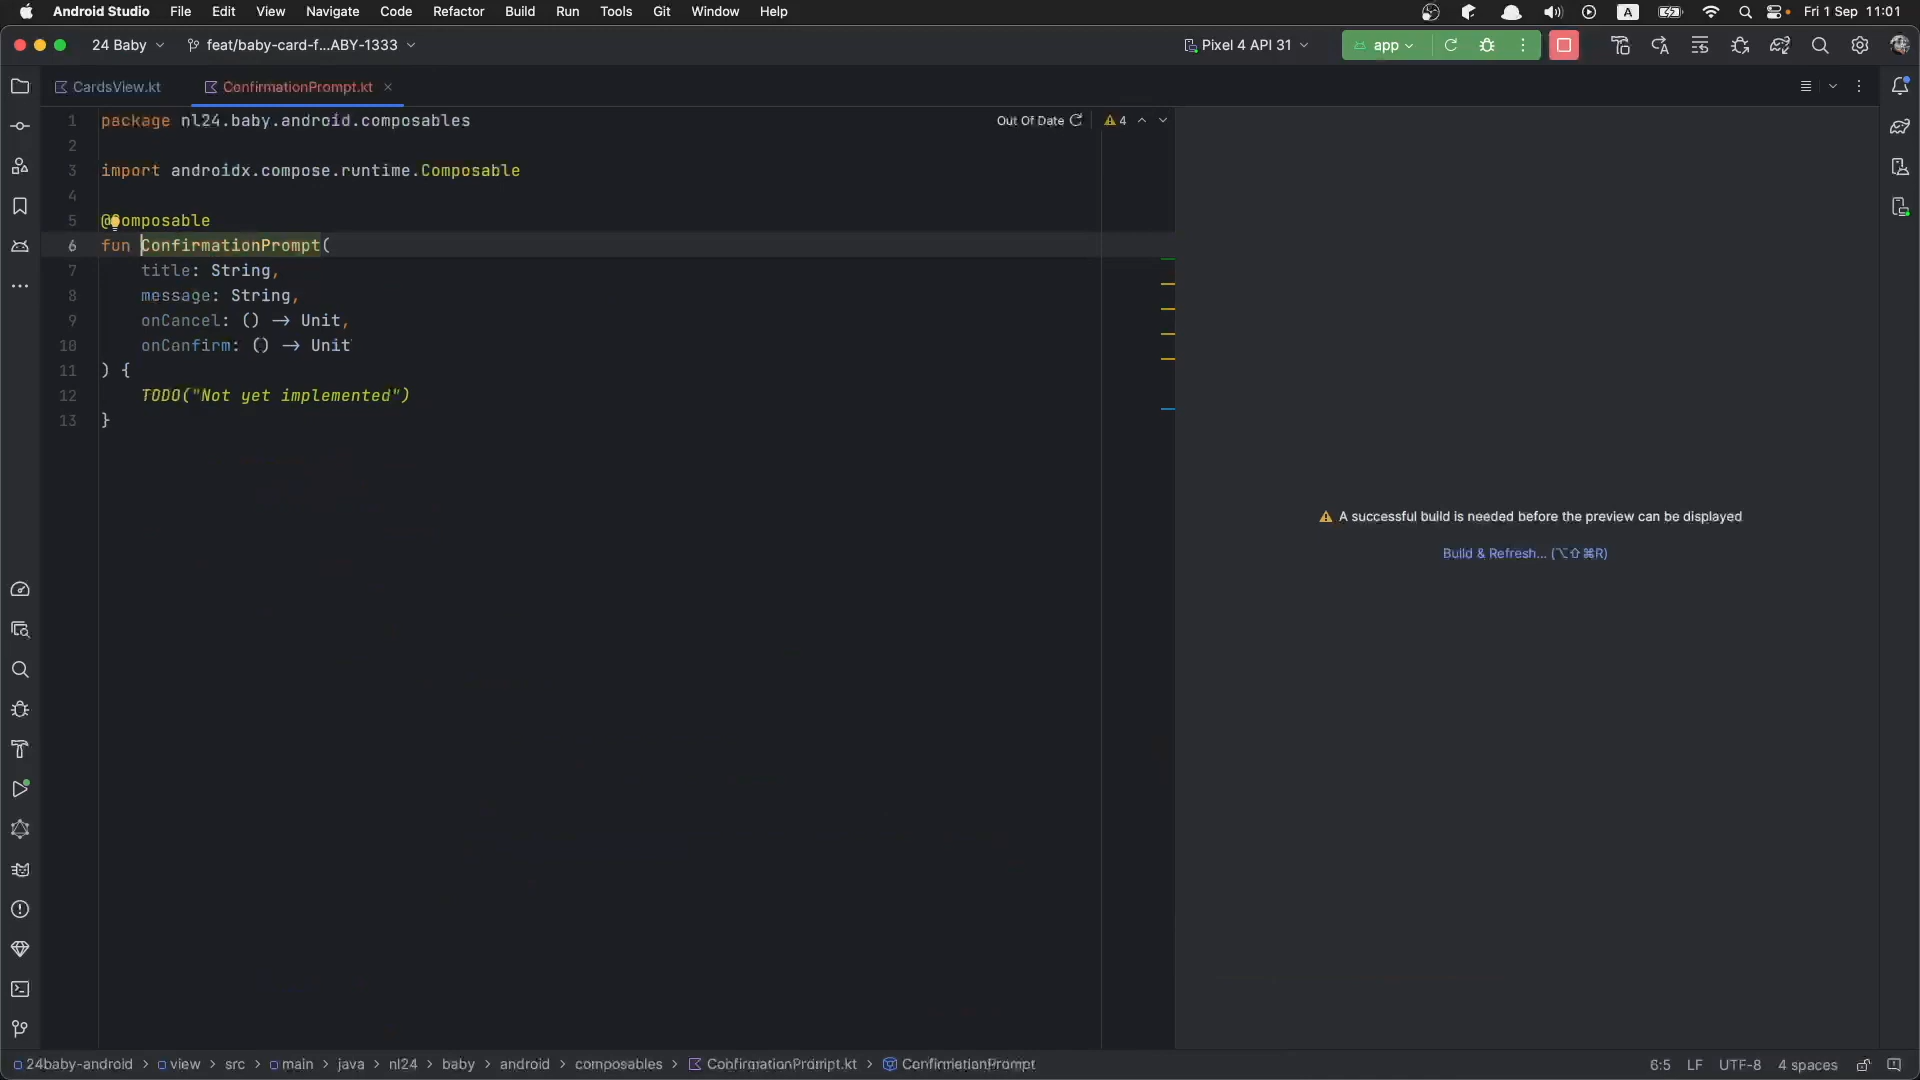 Android Studio File Edit View Navigate Code Refactor Build Run Tools Git Window Help A Fri 1 Sep 11:01
24 Baby feat/baby-card-f...ABY-1333 Pixel 4 API 31 app
CardsView.kt ConfirmationPrompt.kt
1 package nl24.baby.android.composables Out Of Date 4
2
3 import androidx.compose.runtime.Composable
4
5 @Composable
6 fun ConfirmationPrompt(
7 title: String,
8 message: String,
9 onCancel: () → Unit,
10 onCanfirm: () → Unit
11 ) {
12 TODO("Not yet implemented")
13 }
A successful build is needed before the preview can be displayed
Build & Refresh... (⌥⇧⌘R)
24baby-android > view > src > main > java > nl24 > baby > android > composables > ConfirmationPrompt.kt > ConfirmationPrompt 6:5 LF UTF-8 4 spaces